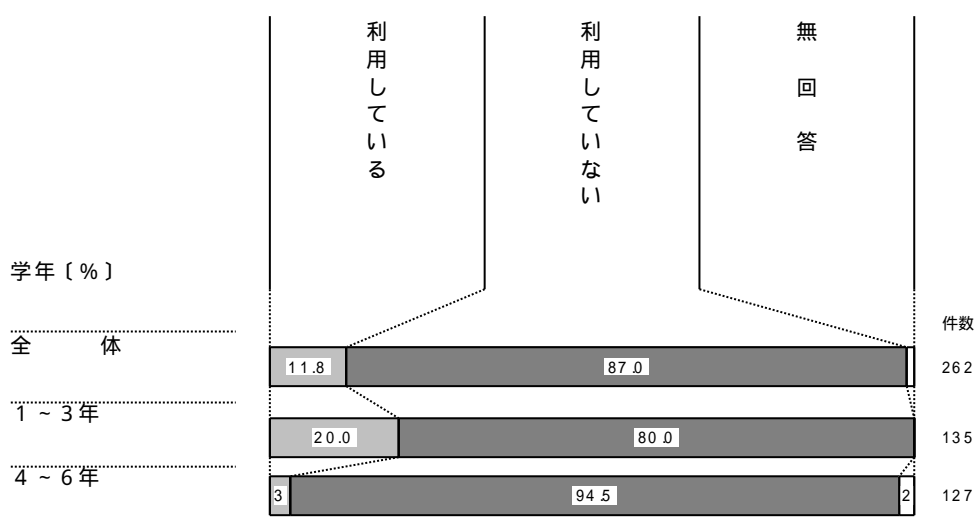 利用している
利用していない
無回答
学年〔%〕
件数
全　　体
11.8
87.0
262
1~3年
20.0
80.0
135
4~6年
3
94.5
2
127